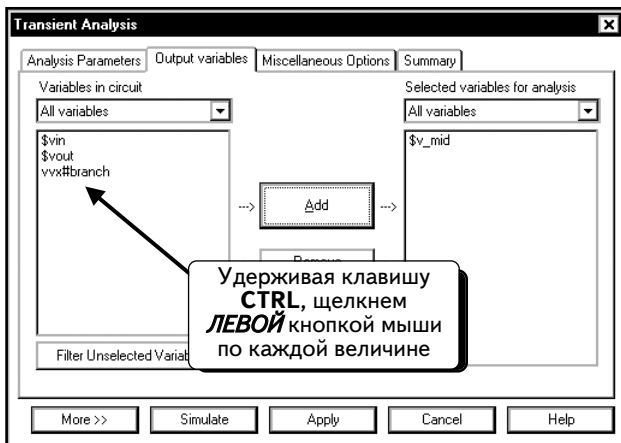 Transient Analysis
Analysis Parameters Output variables Miscellaneous Options Summary
Variables in circuit Selected variables for analysis
All variables All variables
$vin $v_mid
$vout
vvx#branch
---> Add --->
Удерживая клавишу
CTRL, щелкнем
ЛЕВОЙ кнопкой мыши
по каждой величине
Filter Unselected
More >> Simulate Apply Cancel Help